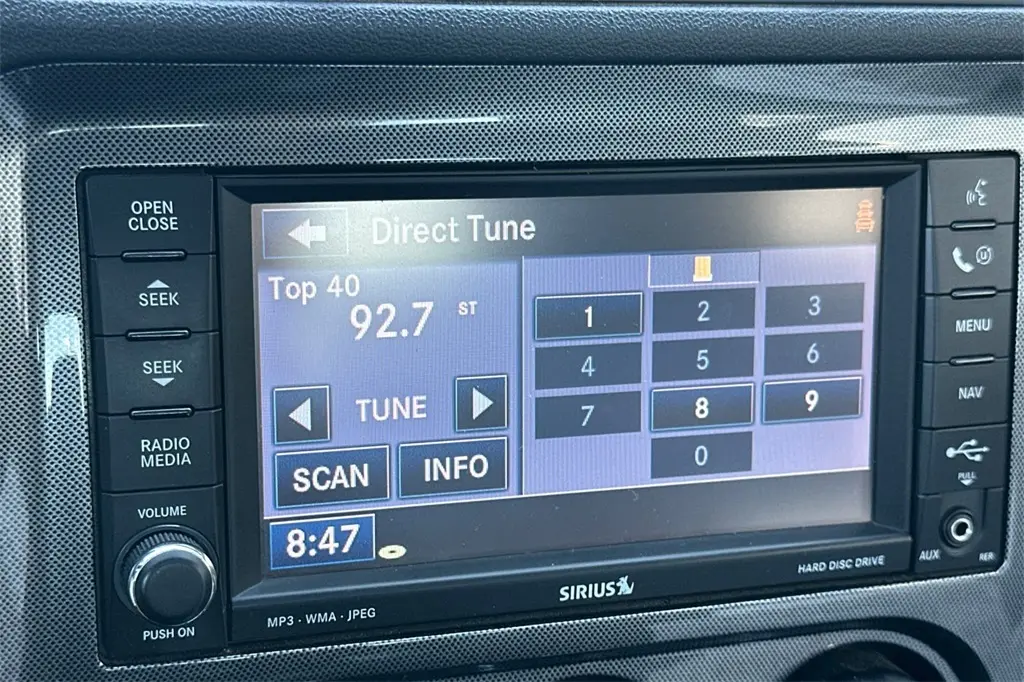 OPEN
CLOSE
SEEK
SEEK
RADIO
MEDIA
VOLUME
PUSH ON
Direct Tune
Top 40
92.7 ST
TUNE
SCAN INFO
8:47
1 2 3
4 5 6
7 8 9
0
MENU
NAV
PULL
AUX
MP3 · WMA · JPEG
SIRIUS
HARD DISC DRIVE